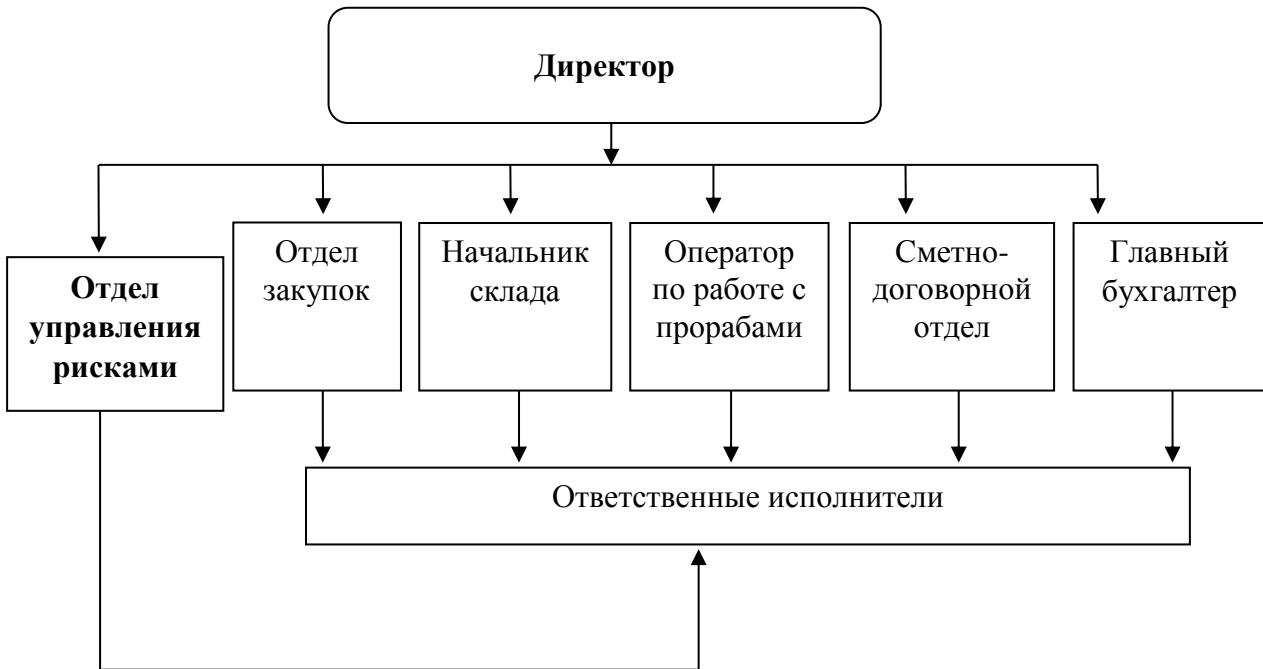 Директор
Отдел
управления
рисками
Отдел
закупок
Начальник
склада
Оператор
по работе с
прорабами
Сметно-
договорной
отдел
Главный
бухгалтер
Ответственные исполнители